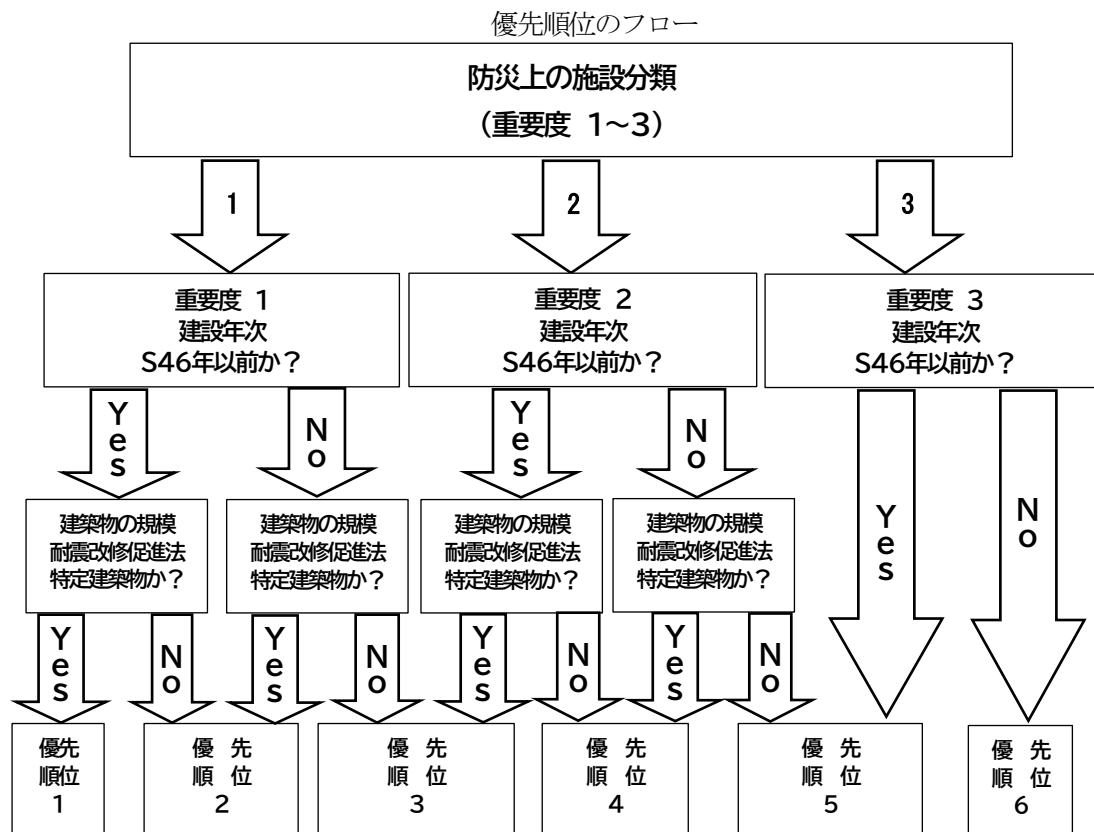 優先順位のフロー
防災上の施設分類
（重要度 1～3）
1
2
3
重要度 1
建設年次
S46年以前か？
重要度 2
建設年次
S46年以前か？
重要度 3
建設年次
S46年以前か？
Yes
No
Yes
No
Yes
No
建築物の規模
耐震改修促進法
特定建築物か？
建築物の規模
耐震改修促進法
特定建築物か？
建築物の規模
耐震改修促進法
特定建築物か？
建築物の規模
耐震改修促進法
特定建築物か？
Yes
No
Yes
No
Yes
No
Yes
No
優先
順位
1
優 先
順 位
2
優 先
順 位
3
優 先
順 位
4
優 先
順 位
5
優 先
順 位
6